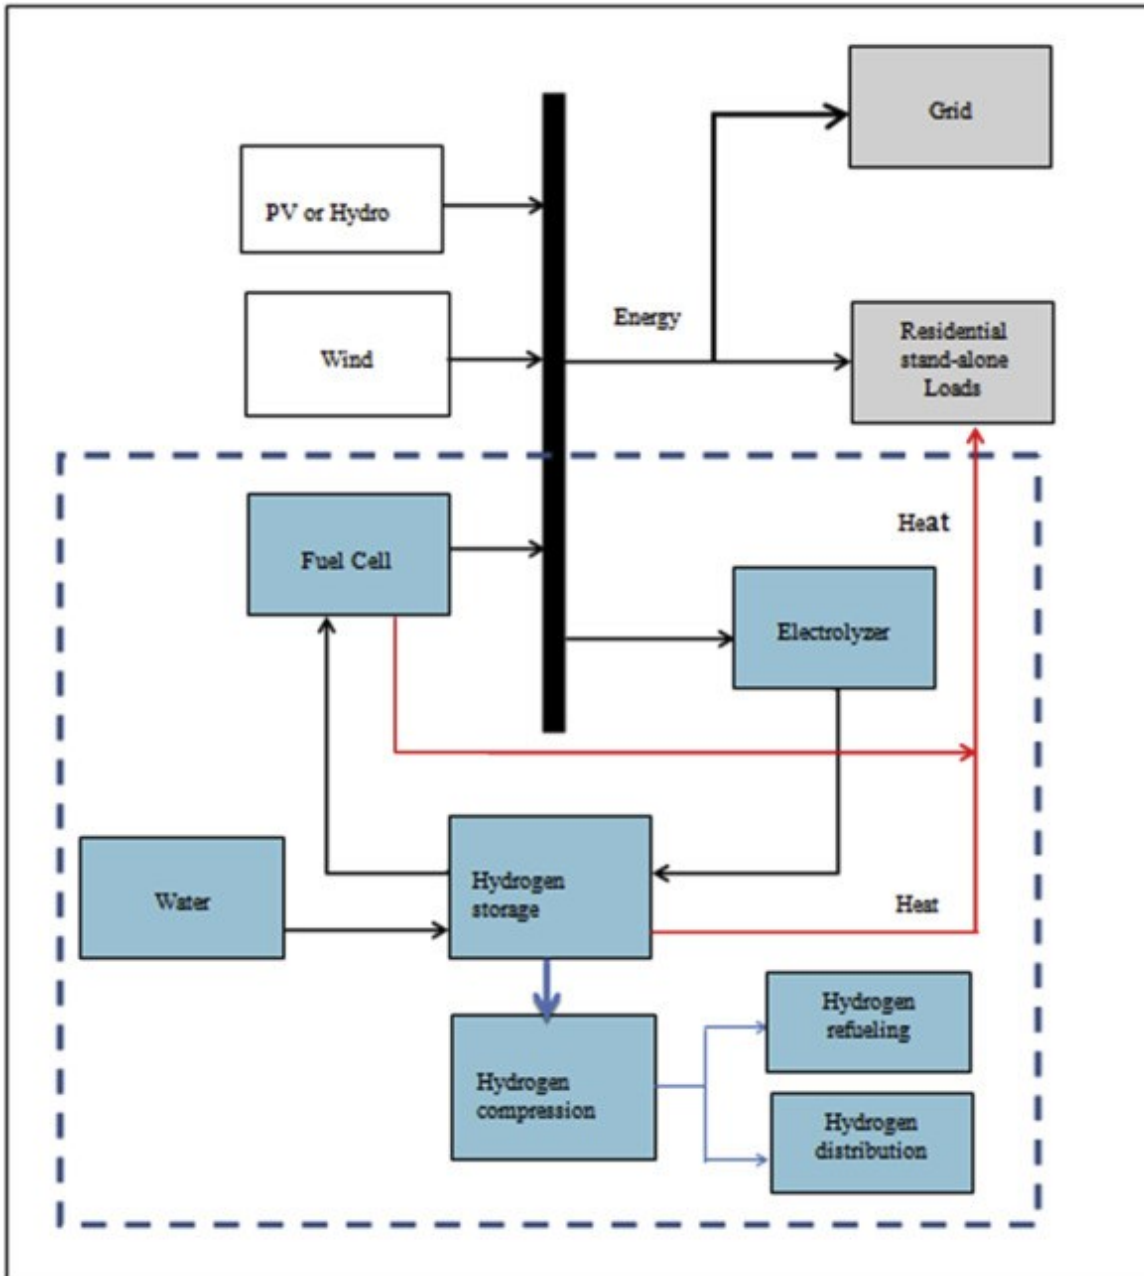 Grid
PV or Hydro
Energy
Residential
stand-alone
Loads
Wind
Heat
Fuel Cell
Electrolyzer
Hydrogen
storage
Water
Heat
Hydrogen
refueling
Hydrogen
compression
Hydrogen
distribution